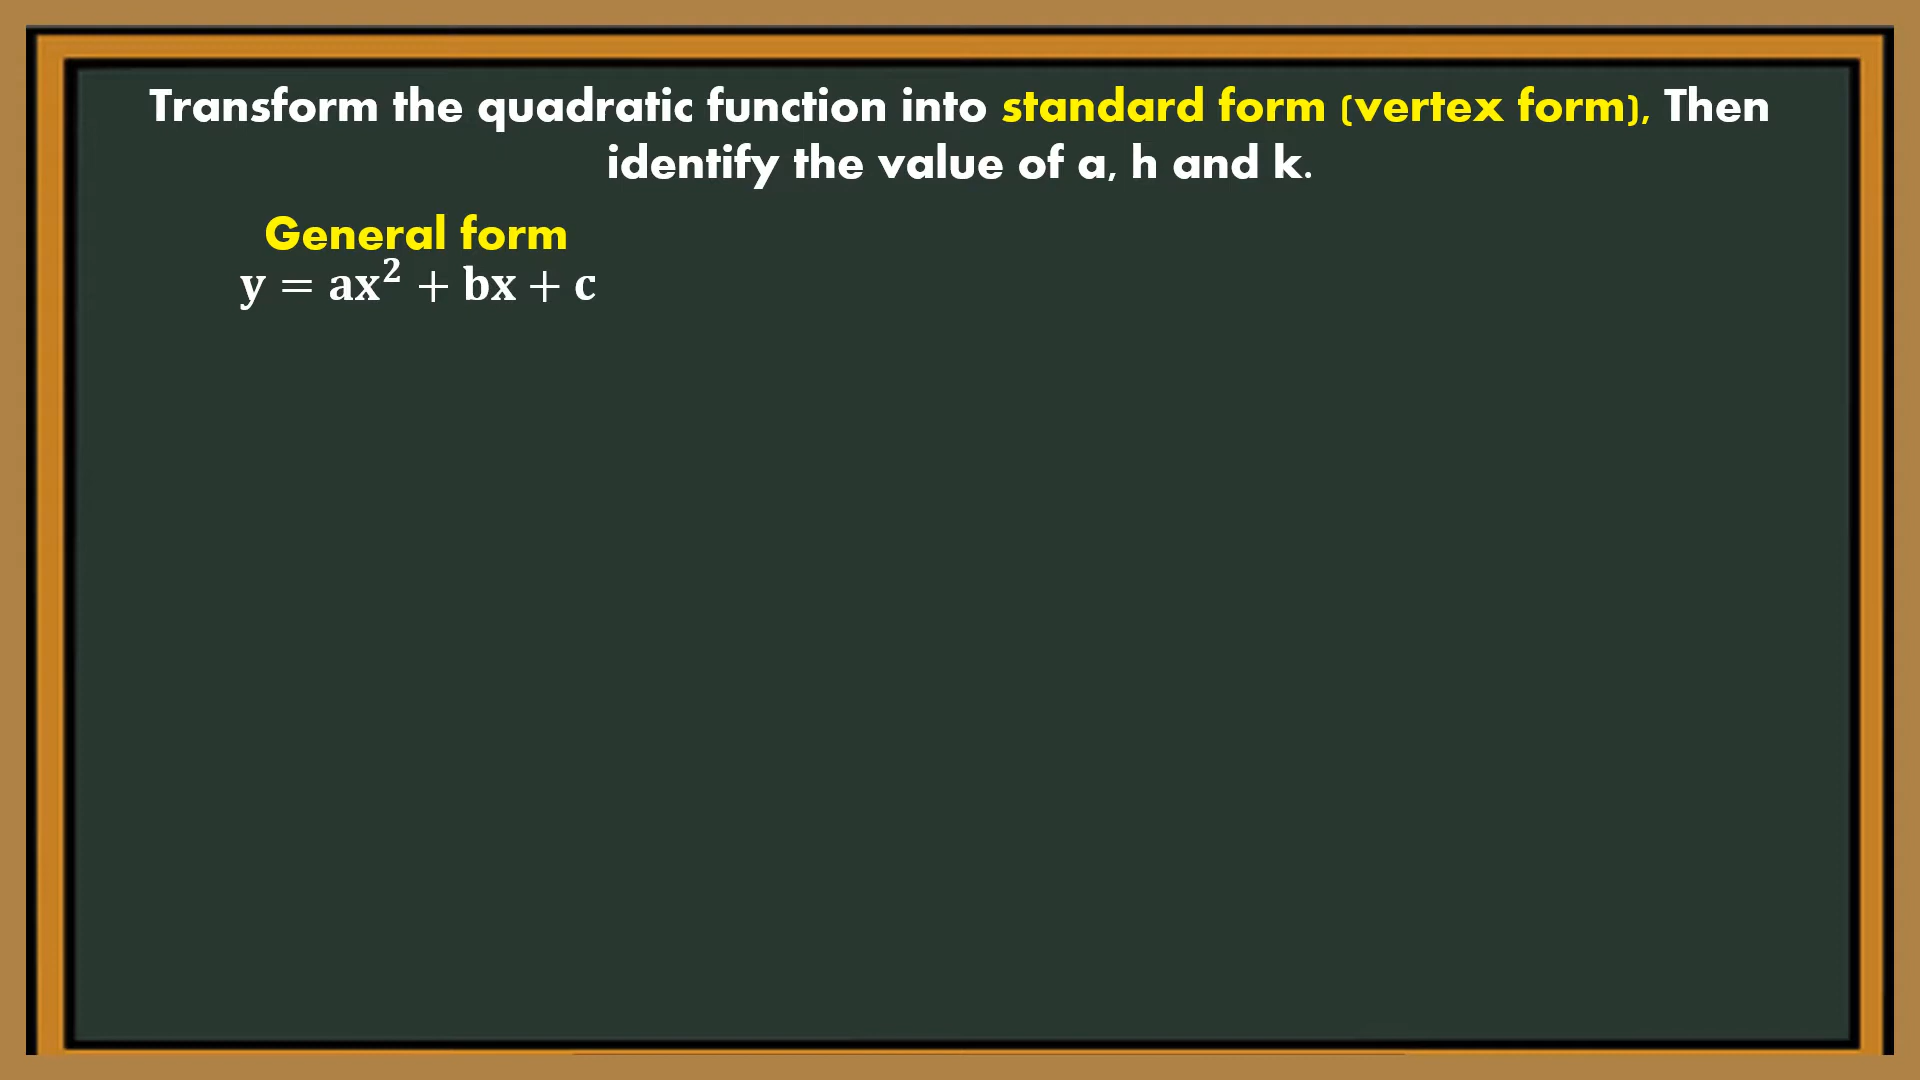 Transform the quadratic function into standard form (vertex form), Then
identify the value of a, h and k.
General form
y = ax² + bx + c